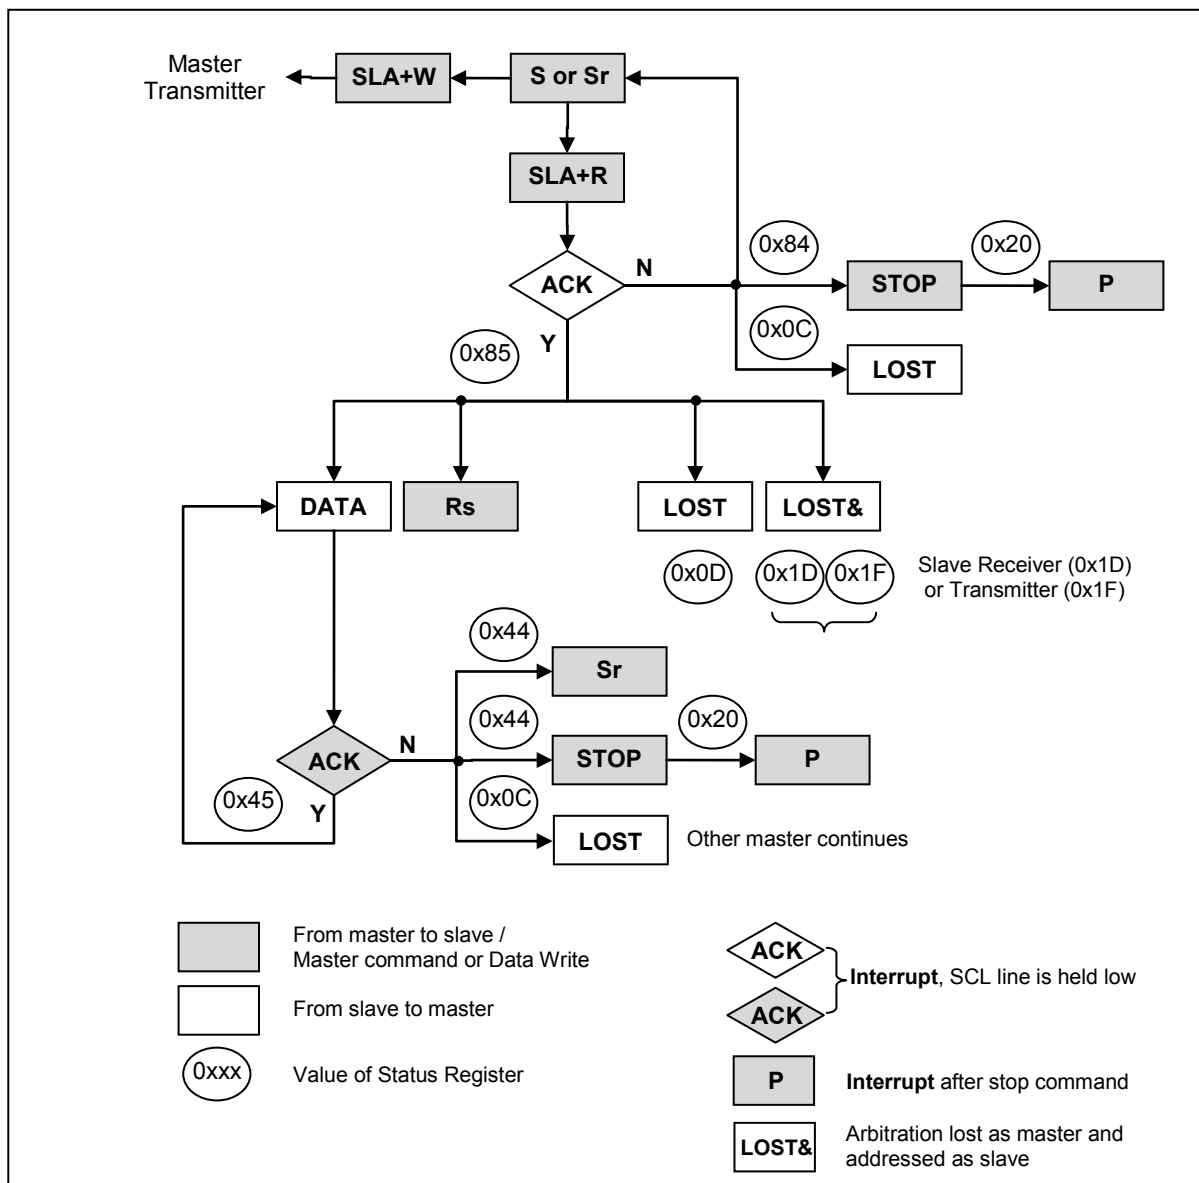 Master
Transmitter
SLA+W
S or Sr
SLA+R
ACK
N
Y
0x84
STOP
0x20
P
0x0C
LOST
0x85
DATA
Rs
LOST
LOST&
0x0D
0x1D
0x1F
Slave Receiver (0x1D)
or Transmitter (0x1F)
0x44
Sr
ACK
N
0x44
STOP
0x20
P
0x45
Y
0x0C
LOST
Other master continues
From master to slave /
Master command or Data Write
From slave to master
0xxx
Value of Status Register
ACK
ACK
Interrupt, SCL line is held low
P
Interrupt after stop command
LOST&
Arbitration lost as master and
addressed as slave